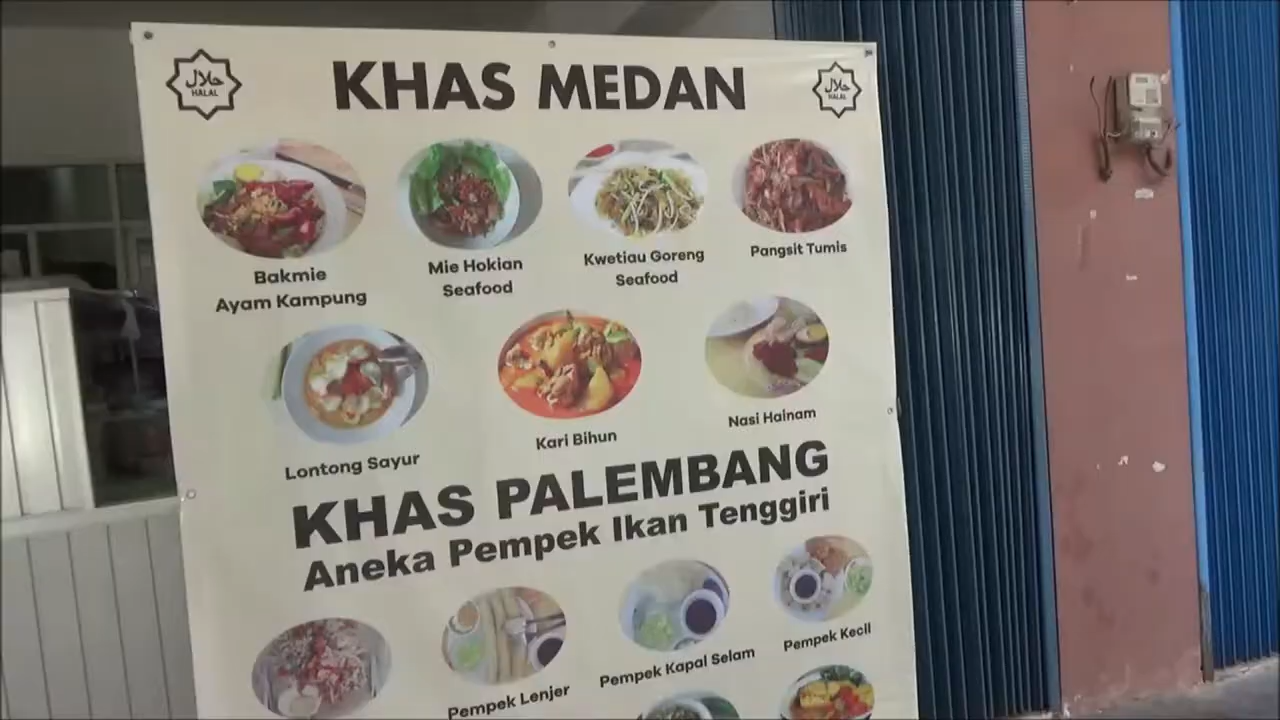 حلال
HALAL
KHAS MEDAN
حلال
HALAL
Bakmie
Ayam Kampung
Mie Hokian
Seafood
Kwetiau Goreng
Seafood
Pangsit Tumis
Lontong Sayur
Kari Bihun
Nasi Hainam
KHAS PALEMBANG
Aneka Pempek Ikan Tenggiri
Pempek Lenjer
Pempek Kapal Selam
Pempek Kecil